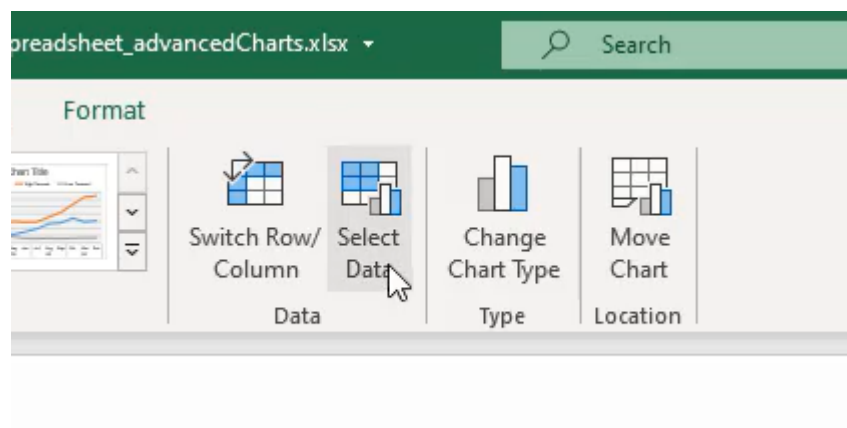 preadsheet_advancedCharts.xlsx
Search
Format
Switch Row/
Column
Select
Data
Change
Chart Type
Move
Chart
Data
Type
Location